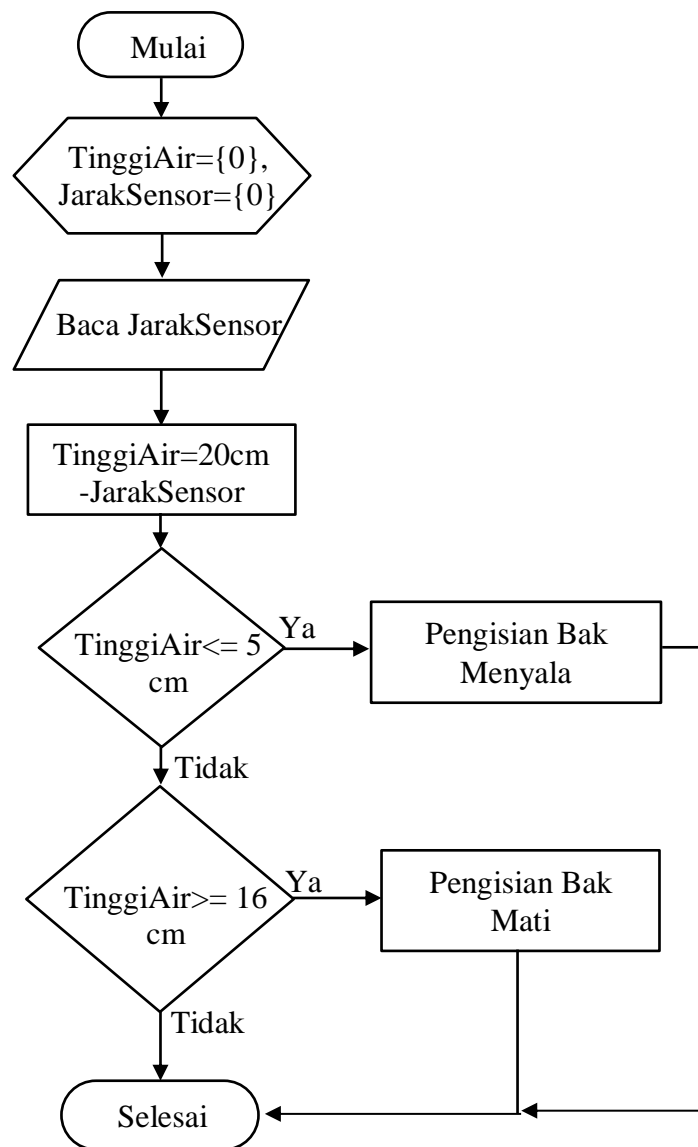 Mulai
TinggiAir={0},
JarakSensor={0}
Baca JarakSensor
TinggiAir=20cm
-JarakSensor
TinggiAir<= 5
cm
Ya
Pengisian Bak
Menyala
Tidak
TinggiAir>= 16
cm
Ya
Pengisian Bak
Mati
Tidak
Selesai